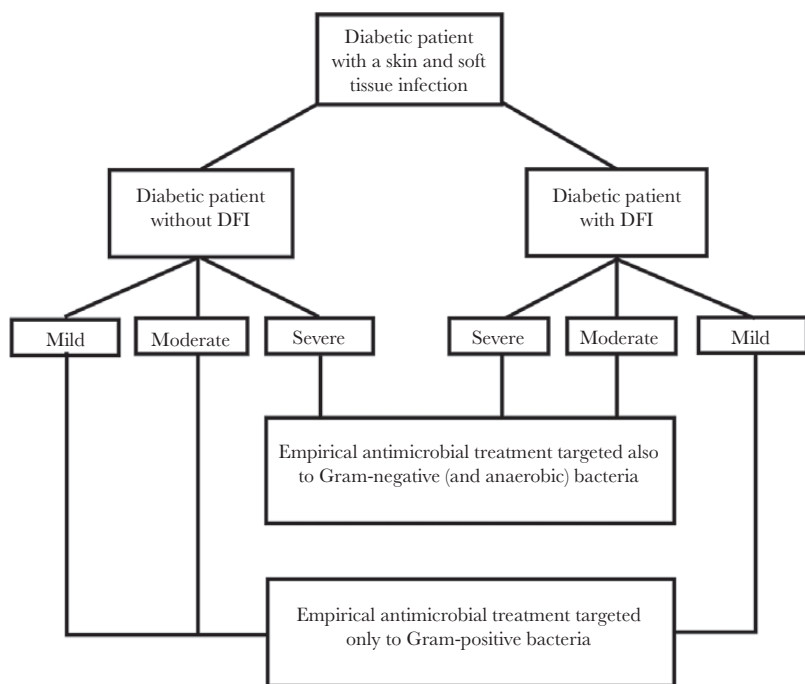 Diabetic patient
with a skin and soft
tissue infection
Diabetic patient
without DFI
Diabetic patient
with DFI
Mild
Moderate
Severe
Severe
Moderate
Mild
Empirical antimicrobial treatment targeted also
to Gram-negative (and anaerobic) bacteria
Empirical antimicrobial treatment targeted
only to Gram-positive bacteria